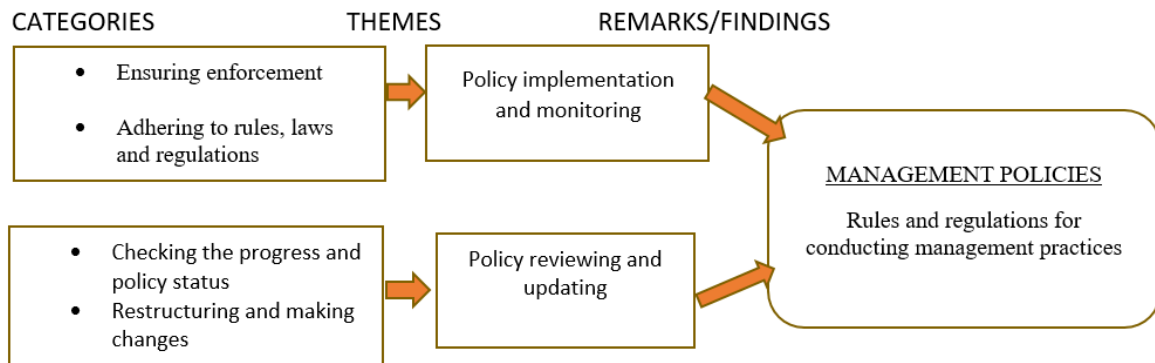 CATEGORIES THEMES REMARKS/FINDINGS
• Ensuring enforcement
• Adhering to rules, laws
and regulations
Policy implementation
and monitoring
• Checking the progress and
policy status
• Restructuring and making
changes
Policy reviewing and
updating
MANAGEMENT POLICIES
Rules and regulations for
conducting management practices